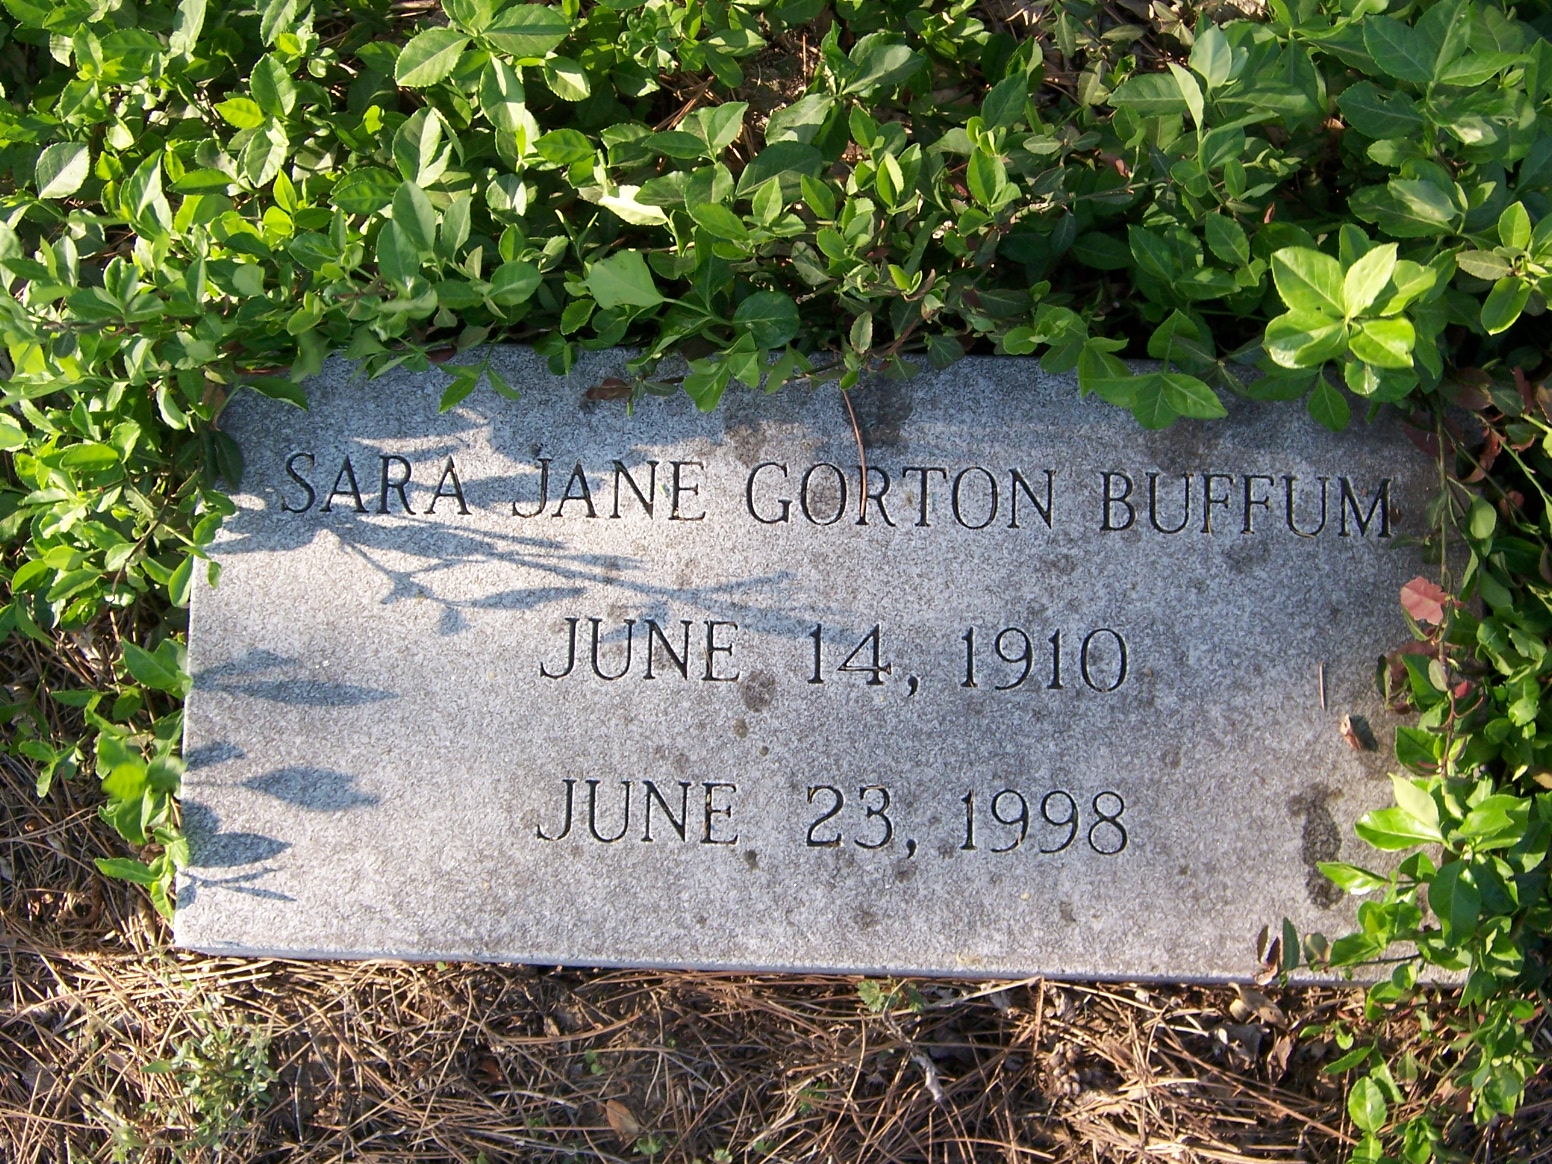 SARA JANE GORTON BUFFUM
JUNE 14, 1910
JUNE 23, 1998